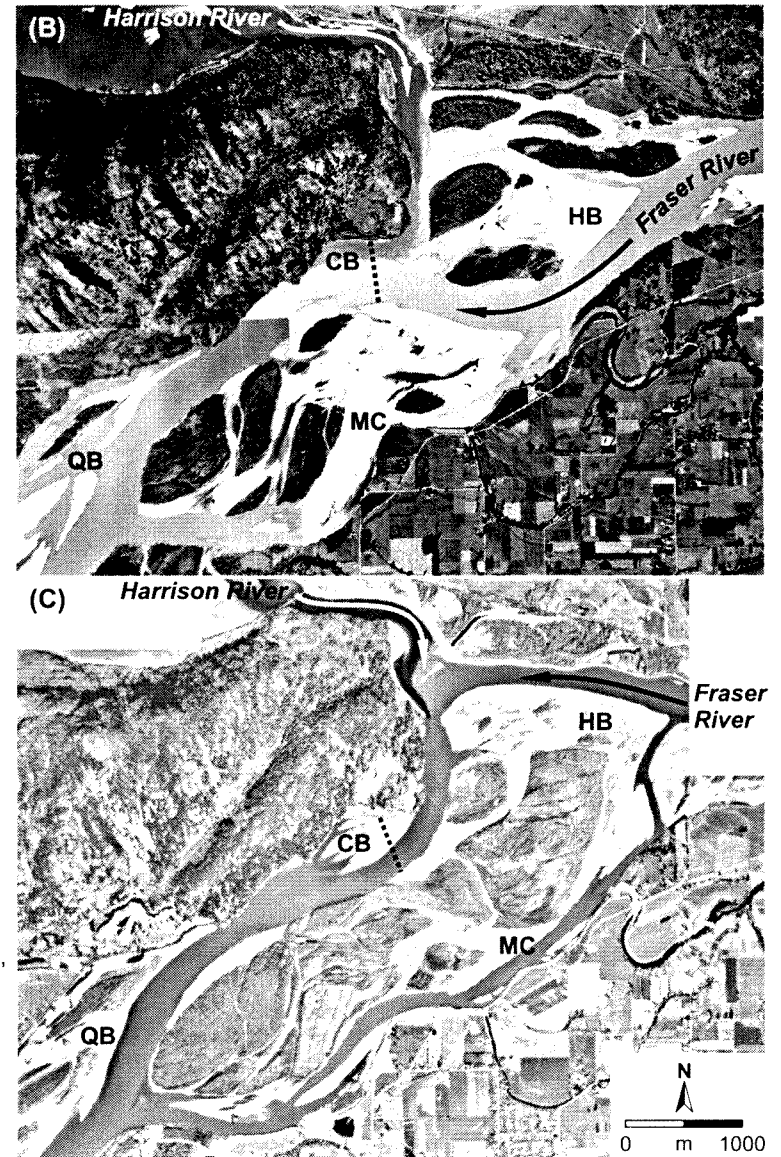 (B)
Harrison River
Fraser River
HB
CB
MC
QB
(C)
Harrison River
Fraser
River
HB
CB
MC
QB
N
0 m 1000